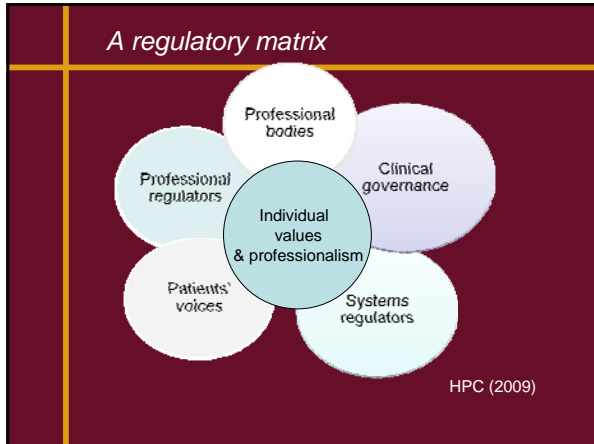 A regulatory matrix
Professional
bodies
Professional
regulators
Clinical
governance
Individual
values
& professionalism
Patients'
voices
Systems
regulators
HPC (2009)